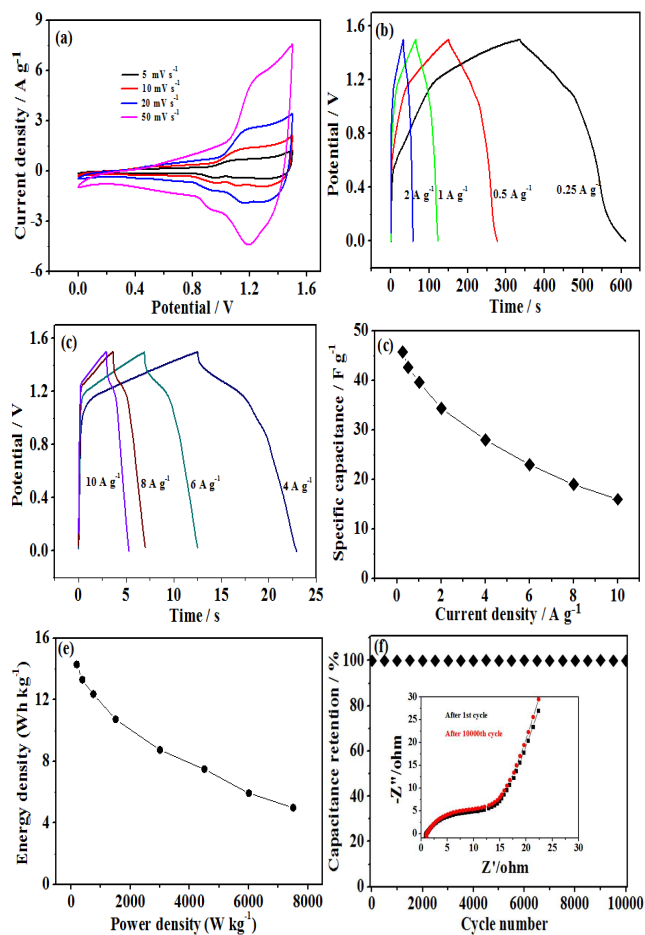 (a)
Current density / A g-1
9
6
3
0
-3
-6
5 mV s-1
10 mV s-1
20 mV s-1
50 mV s-1
0.0 0.4 0.8 1.2 1.6
Potential / V
(b)
Potential / V
1.6
1.2
0.8
0.4
0.0
2 A g-1
1 A g-1
0.5 A g-1
0.25 A g-1
0 100 200 300 400 500 600
Time / s
(c)
Potential / V
1.6
1.2
0.8
0.4
0.0
10 A g-1
8 A g-1
6 A g-1
4 A g-1
0 5 10 15 20 25
Time / s
(c)
Specific capacitance / F g-1
50
40
30
20
10
0
0 2 4 6 8 10
Current density / A g-1
(e)
Energy density (Wh kg-1)
16
12
8
4
0
0 2000 4000 6000 8000
Power density (W kg-1)
(f)
Capacitance retention / %
100
80
60
40
20
0
After 1st cycle
After 10000th cycle
-Z''/ohm
30
25
20
15
10
5
0
0 5 10 15 20 25 30
Z'/ohm
0 2000 4000 6000 8000 10000
Cycle number